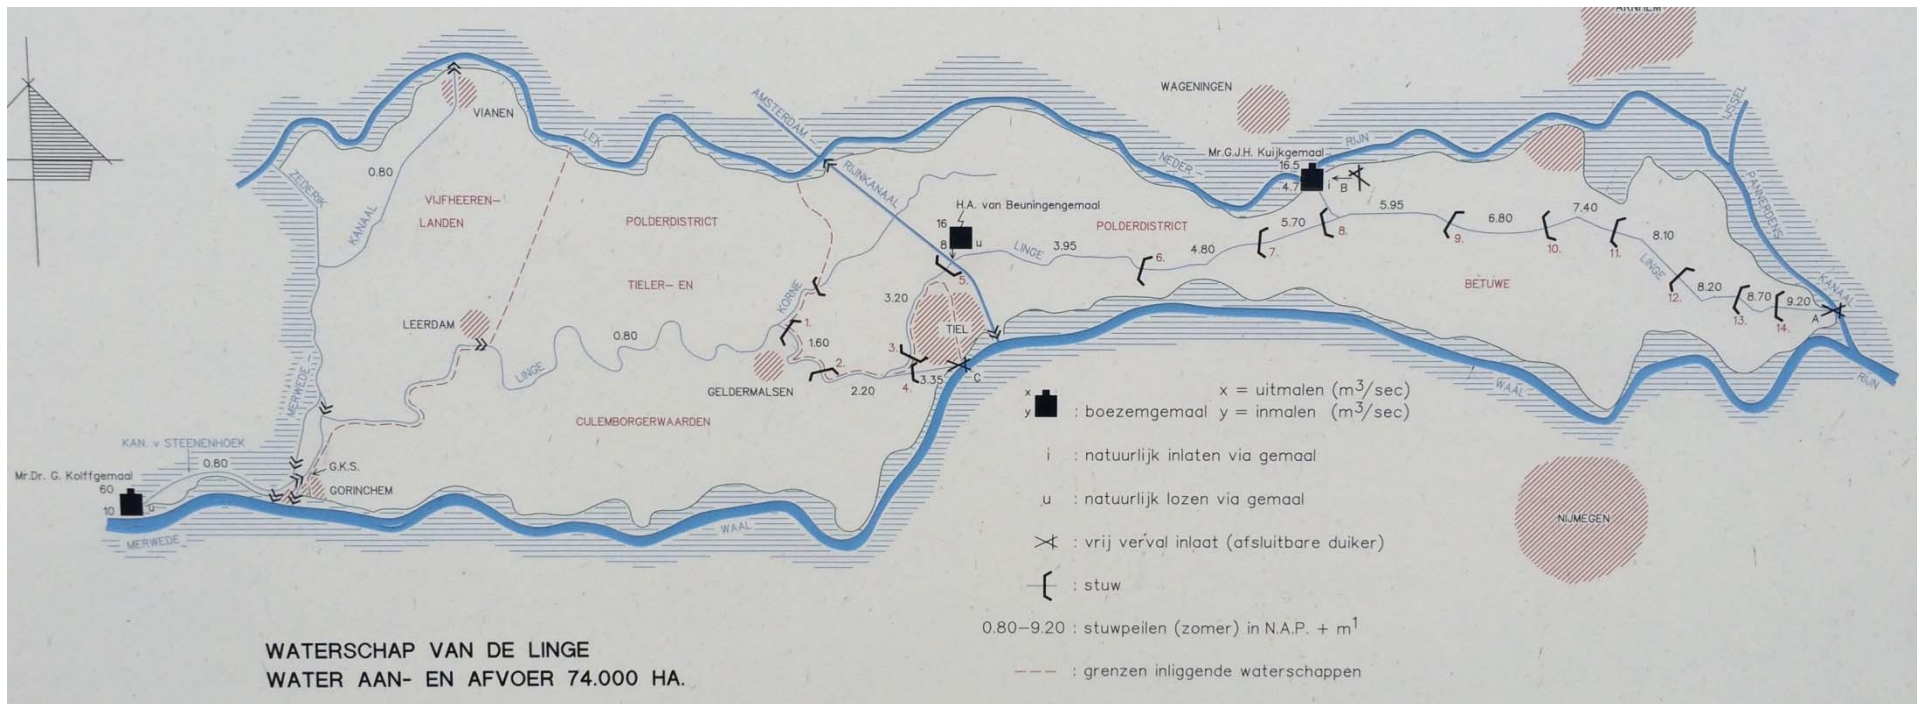 ARNHEM
WAGENINGEN
AMSTERDAM-
RIJNKANAAL
VIANEN
LEK
ZEDERIK
KANAAL
0.80
VIJFHEEREN-
LANDEN
POLDERDISTRICT
TIELER- EN
CULEMBORGERWAARDEN
NEDER-
RIJN
IJSSEL
PANNERDENS
KANAAL
Mr.G.J.H. Kuijkgemaal
16.5
4.7
i
B
H.A. van Beuningengemaal
16
8
u
POLDERDISTRICT
BETUWE
LINGE
3.95
6.
4.80
7.
5.70
8.
5.95
9.
6.80
10.
7.40
11.
8.10
LINGE
12.
8.20
13.
8.70
14.
9.20
A
5.
KORNE
3.20
TIEL
1.
1.60
2.
2.20
3.
4.
3.35
C
GELDERMALSEN
LEERDAM
LINGE
0.80
MERWEDE
KAN. v STEENENHOEK
0.80
G.K.S.
GORINCHEM
Mr.Dr. G. Kolffgemaal
60
10
u
MERWEDE
WAAL
WAAL
RIJN
NIJMEGEN
x
y
: boezemgemaal
x = uitmalen (m³/sec)
y = inmalen (m³/sec)
i : natuurlijk inlaten via gemaal
u : natuurlijk lozen via gemaal
: vrij verval inlaat (afsluitbare duiker)
: stuw
0.80-9.20 : stuwpeilen (zomer) in N.A.P. + m¹
: grenzen inliggende waterschappen
WATERSCHAP VAN DE LINGE
WATER AAN- EN AFVOER 74.000 HA.